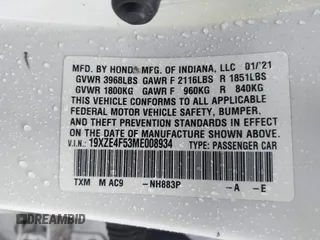 MFD. BY HONDA MFG. OF INDIANA, LLC 01/'21
GVWR 3968LBS GAWR F 2116LBS R 1851LBS
GVWR 1800KG GAWR F 960KG R 840KG
THIS VEHICLE CONFORMS TO ALL APPLICABLE
FEDERAL MOTOR VEHICLE SAFETY, BUMPER,
AND THEFT PREVENTION STANDARDS IN
EFFECT ON THE DATE OF MANUFACTURE
SHOWN ABOVE.
V.I.N.: 19XZE4F53ME008934 TYPE: PASSENGER CAR
TXM M AC9 -NH883P -A -E
AutoBidMaster